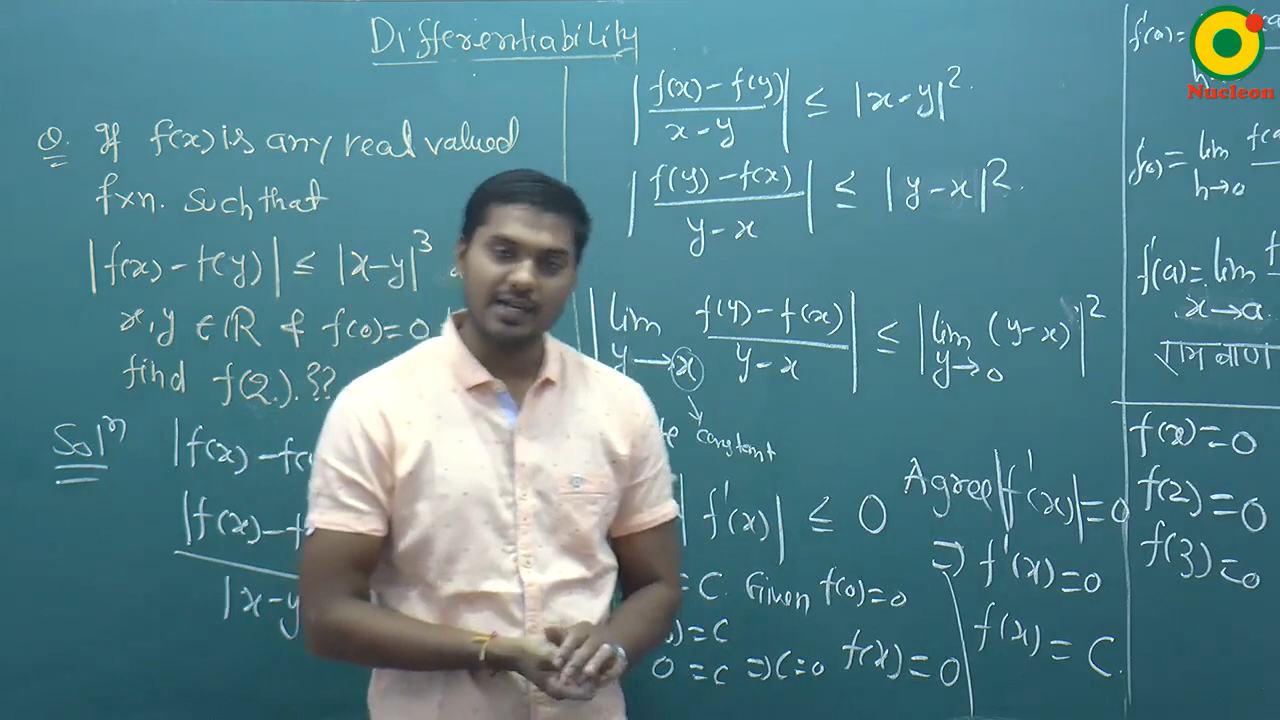 Differentiability
Q. If f(x) is any real valued
fxn. such that
|f(x) - f(y)| ≤ |x-y|³
x,y ∈ IR & f(0)=0
find f(2).??
Solⁿ |f(x) - f(
|f(x) - f
|x-y
|f(x) - f(y) / x-y| ≤ |x-y|².
|f(y) - f(x) / y-x| ≤ |y-x|².
|lim y→x f(y) - f(x) / y-x| ≤ |lim y→0 (y-x)|²
constant
|f'(x)| ≤ 0
=C. Given f(0)=0
)=C
0=C ⇒ C=0 f(x)=0
Agree |f'(x)|=0
⇒ f'(x)=0
f(x)=C.
f'(a)=
f'(a)= lim h→0 f(a
f'(a)= lim x→a f
राम बाण
f(x)=0
f(2)=0
f(3)=0
Nucleon